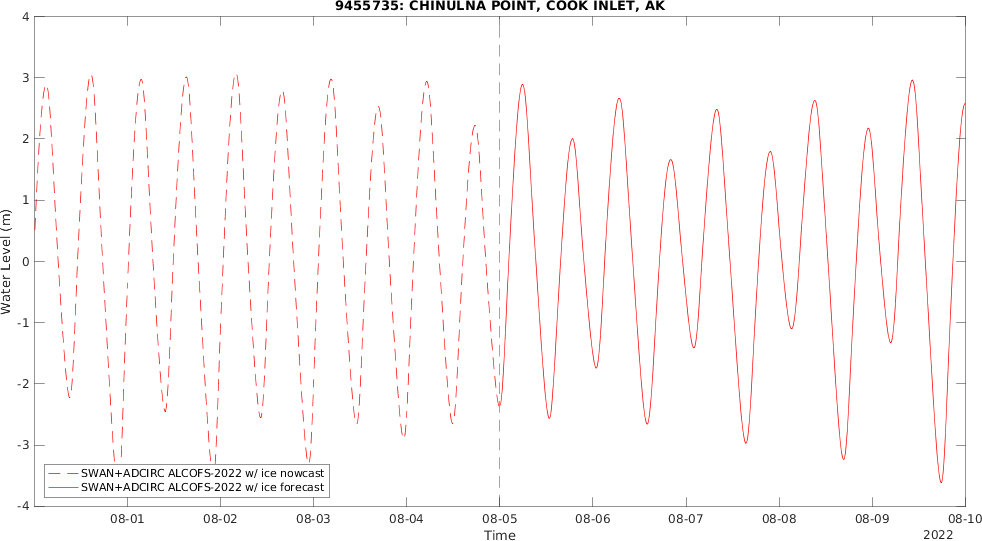 9455735: CHINULNA POINT, COOK INLET, AK
Water Level (m)
4
3
2
1
0
-1
-2
-3
-4
SWAN+ADCIRC ALCOFS-2022 w/ ice nowcast
SWAN+ADCIRC ALCOFS-2022 w/ ice forecast
08-01 08-02 08-03 08-04 08-05 08-06 08-07 08-08 08-09 08-10
Time
2022